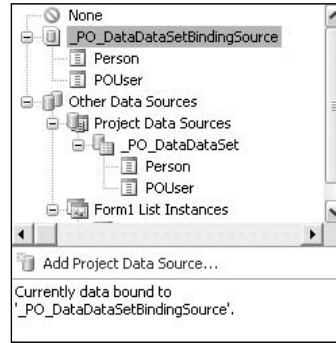 None
_PO_DataDataSetBindingSource
Person
POUser
Other Data Sources
Project Data Sources
_PO_DataDataSet
Person
POUser
Form1 List Instances
Add Project Data Source...
Currently data bound to
'_PO_DataDataSetBindingSource'.